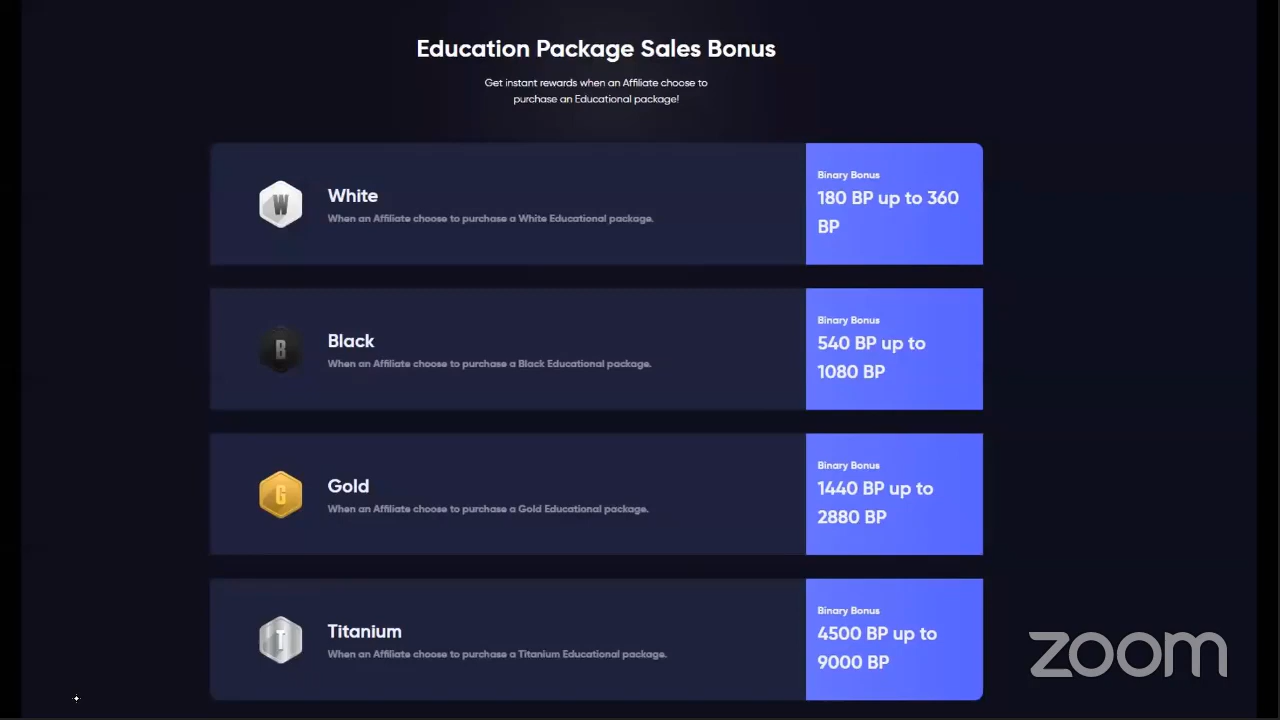 Education Package Sales Bonus
Get instant rewards when an Affiliate choose to
purchase an Educational package!
W
White
When an Affiliate choose to purchase a White Educational package.
Binary Bonus
180 BP up to 360
BP
B
Black
When an Affiliate choose to purchase a Black Educational package.
Binary Bonus
540 BP up to
1080 BP
G
Gold
When an Affiliate choose to purchase a Gold Educational package.
Binary Bonus
1440 BP up to
2880 BP
T
Titanium
When an Affiliate choose to purchase a Titanium Educational package.
Binary Bonus
4500 BP up to
9000 BP
zoom